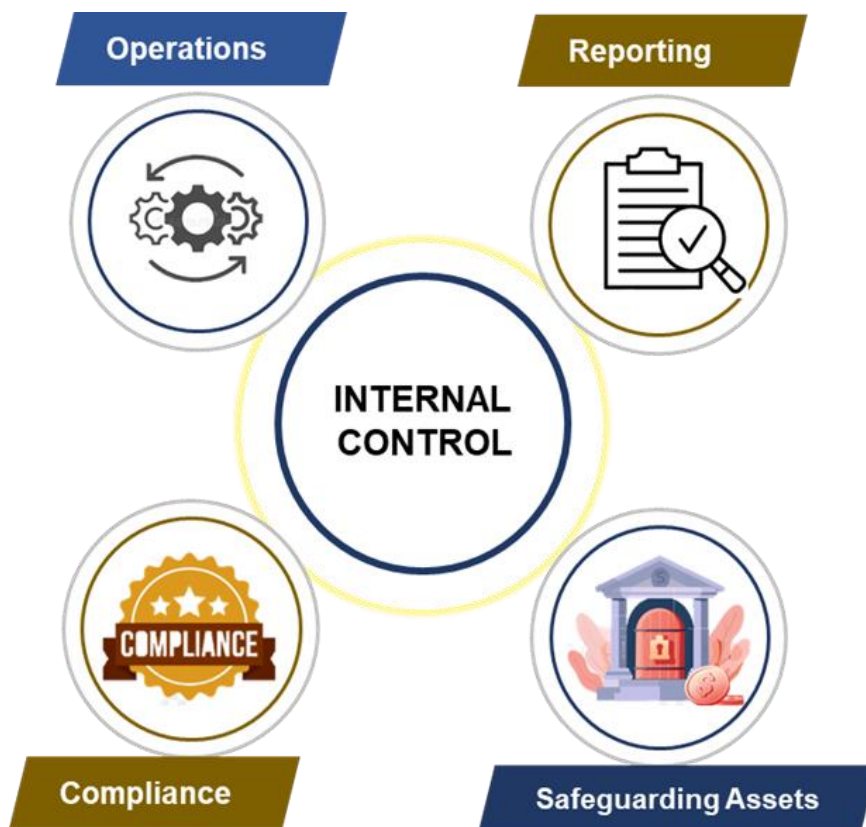 Operations
Reporting
INTERNAL
CONTROL
COMPLIANCE
Compliance
Safeguarding Assets